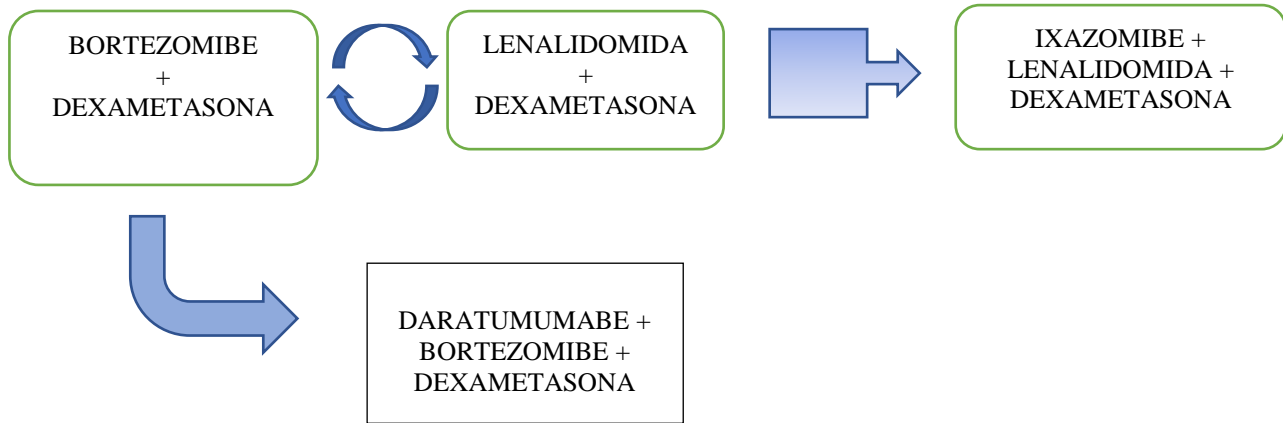 BORTEZOMIBE
+
DEXAMETASONA
LENALIDOMIDA
+
DEXAMETASONA
IXAZOMIBE +
LENALIDOMIDA +
DEXAMETASONA
DARATUMUMABE +
BORTEZOMIBE +
DEXAMETASONA